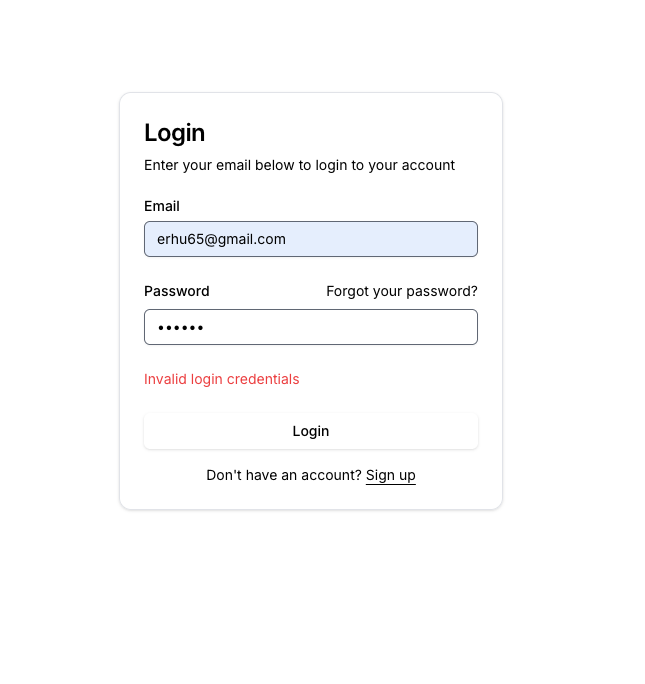 Login
Enter your email below to login to your account
Email
erhu65@gmail.com
Password Forgot your password?
••••••
Invalid login credentials
Login
Don't have an account? Sign up